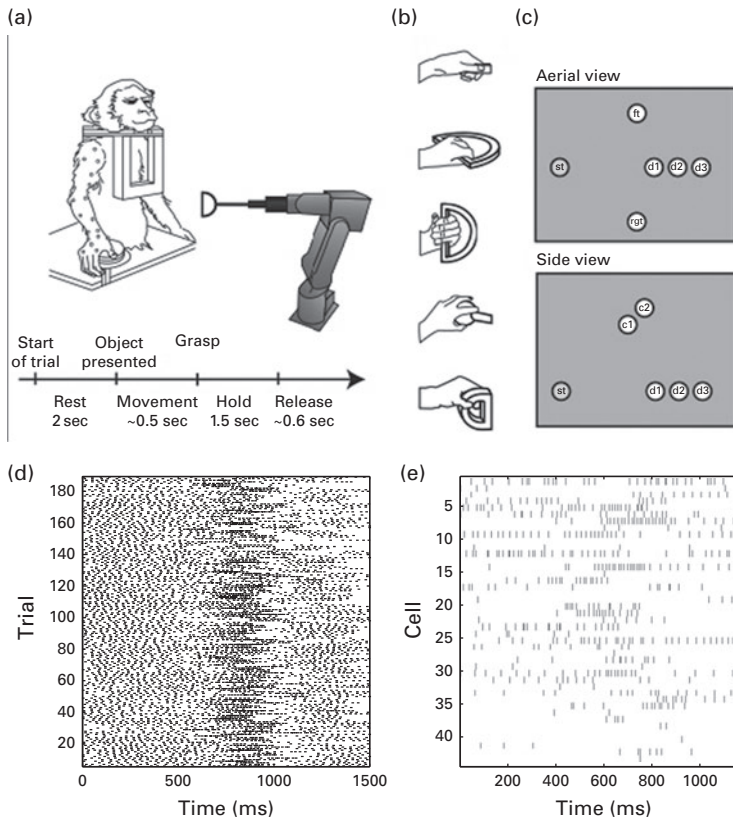 (a)
(b)
(c)
Start of trial
Object presented
Grasp
Rest
2 sec
Movement
~0.5 sec
Hold
1.5 sec
Release
~0.6 sec
Aerial view
ft
st
d1 d2 d3
rgt
Side view
c2
c1
st
d1 d2 d3
(d)
180
160
140
120
100
80
60
40
20
Trial
0 500 1000 1500
Time (ms)
(e)
5
10
15
20
25
30
35
40
Cell
200 400 600 800 1000
Time (ms)